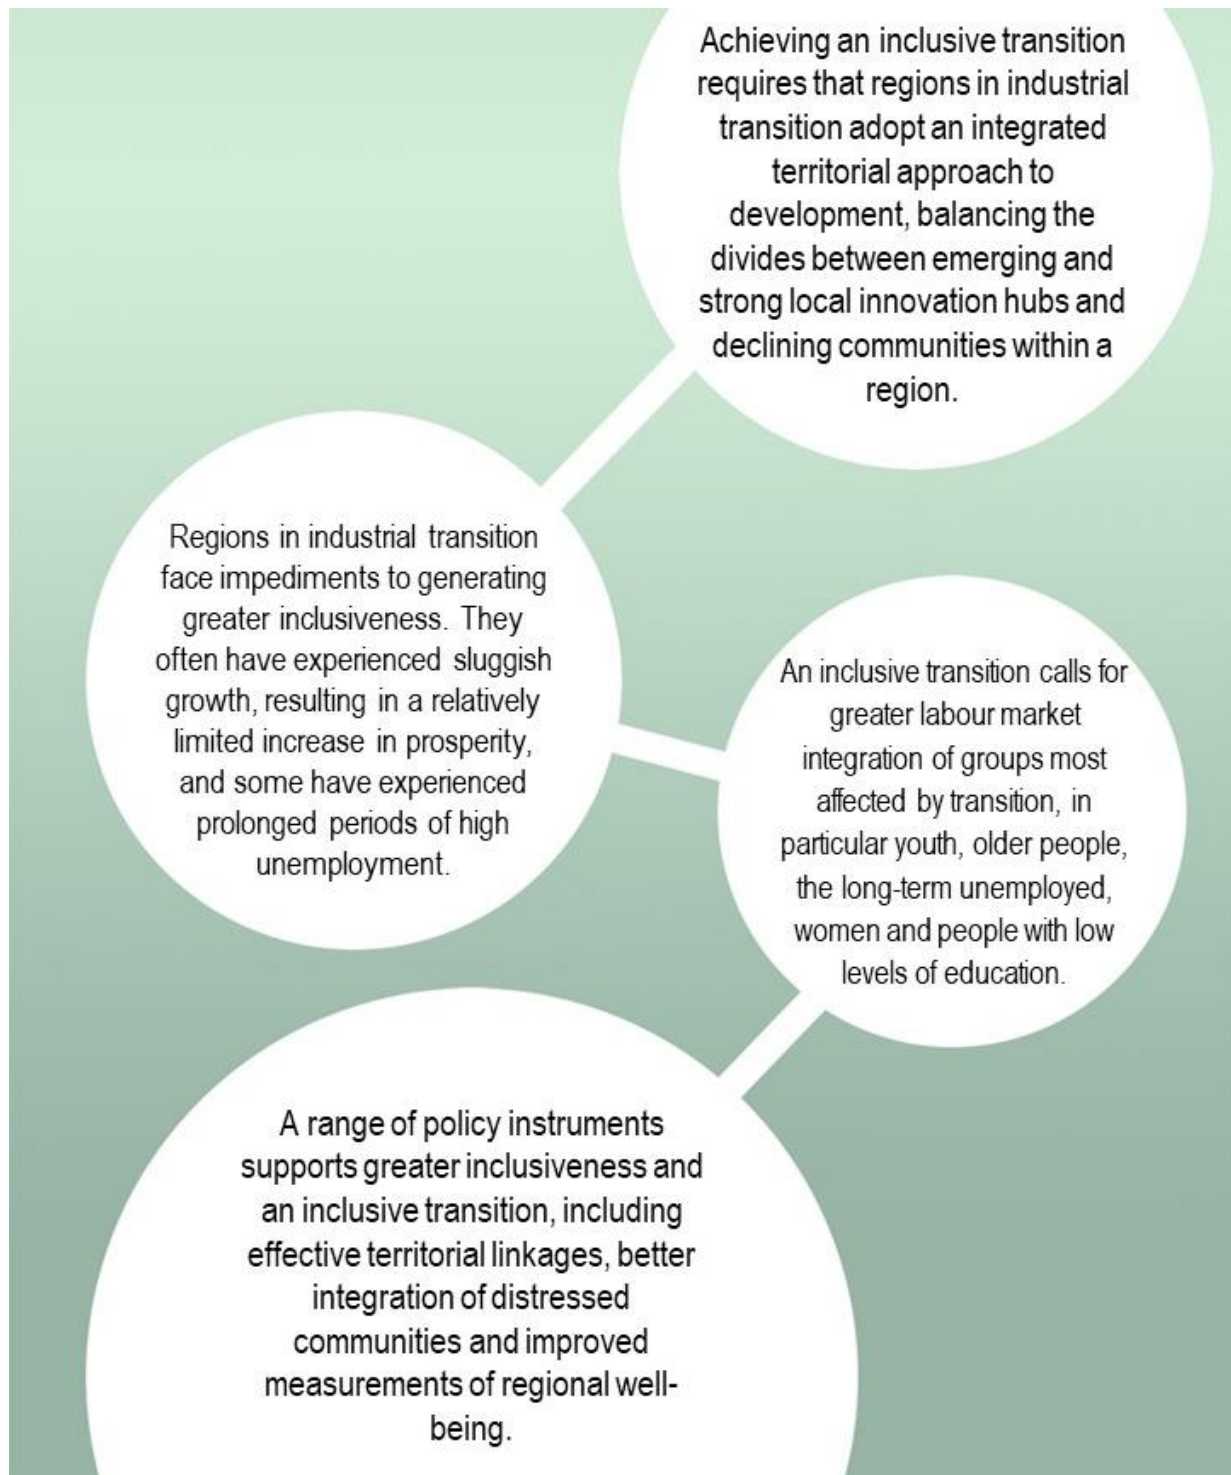 Achieving an inclusive transition
requires that regions in industrial
transition adopt an integrated
territorial approach to
development, balancing the
divides between emerging and
strong local innovation hubs and
declining communities within a
region.
Regions in industrial transition
face impediments to generating
greater inclusiveness. They
often have experienced sluggish
growth, resulting in a relatively
limited increase in prosperity,
and some have experienced
prolonged periods of high
unemployment.
An inclusive transition calls for
greater labour market
integration of groups most
affected by transition, in
particular youth, older people,
the long-term unemployed,
women and people with low
levels of education.
A range of policy instruments
supports greater inclusiveness and
an inclusive transition, including
effective territorial linkages, better
integration of distressed
communities and improved
measurements of regional well-
being.